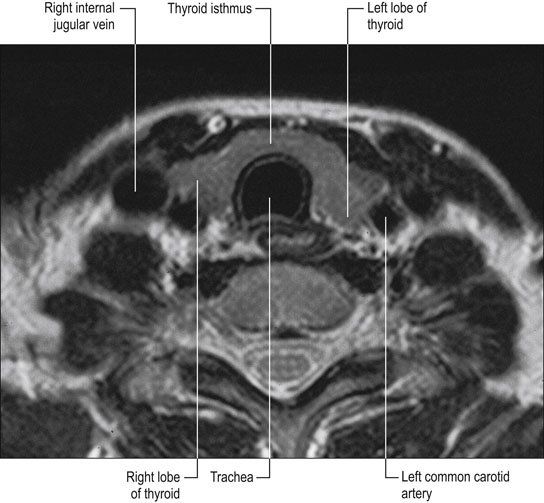 Right internal
jugular vein
Thyroid isthmus
Left lobe of
thyroid
Right lobe
of thyroid
Trachea
Left common carotid
artery